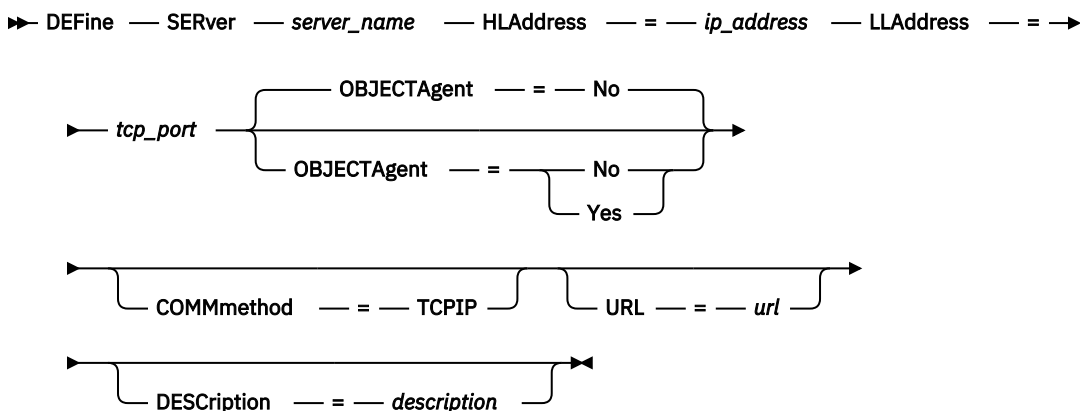 DEFine SERver server_name HLAddress = ip_address LLAddress =
OBJECTAgent = No
tcp_port
OBJECTAgent = No
Yes
COMMmethod = TCPIP URL = url
DESCription = description